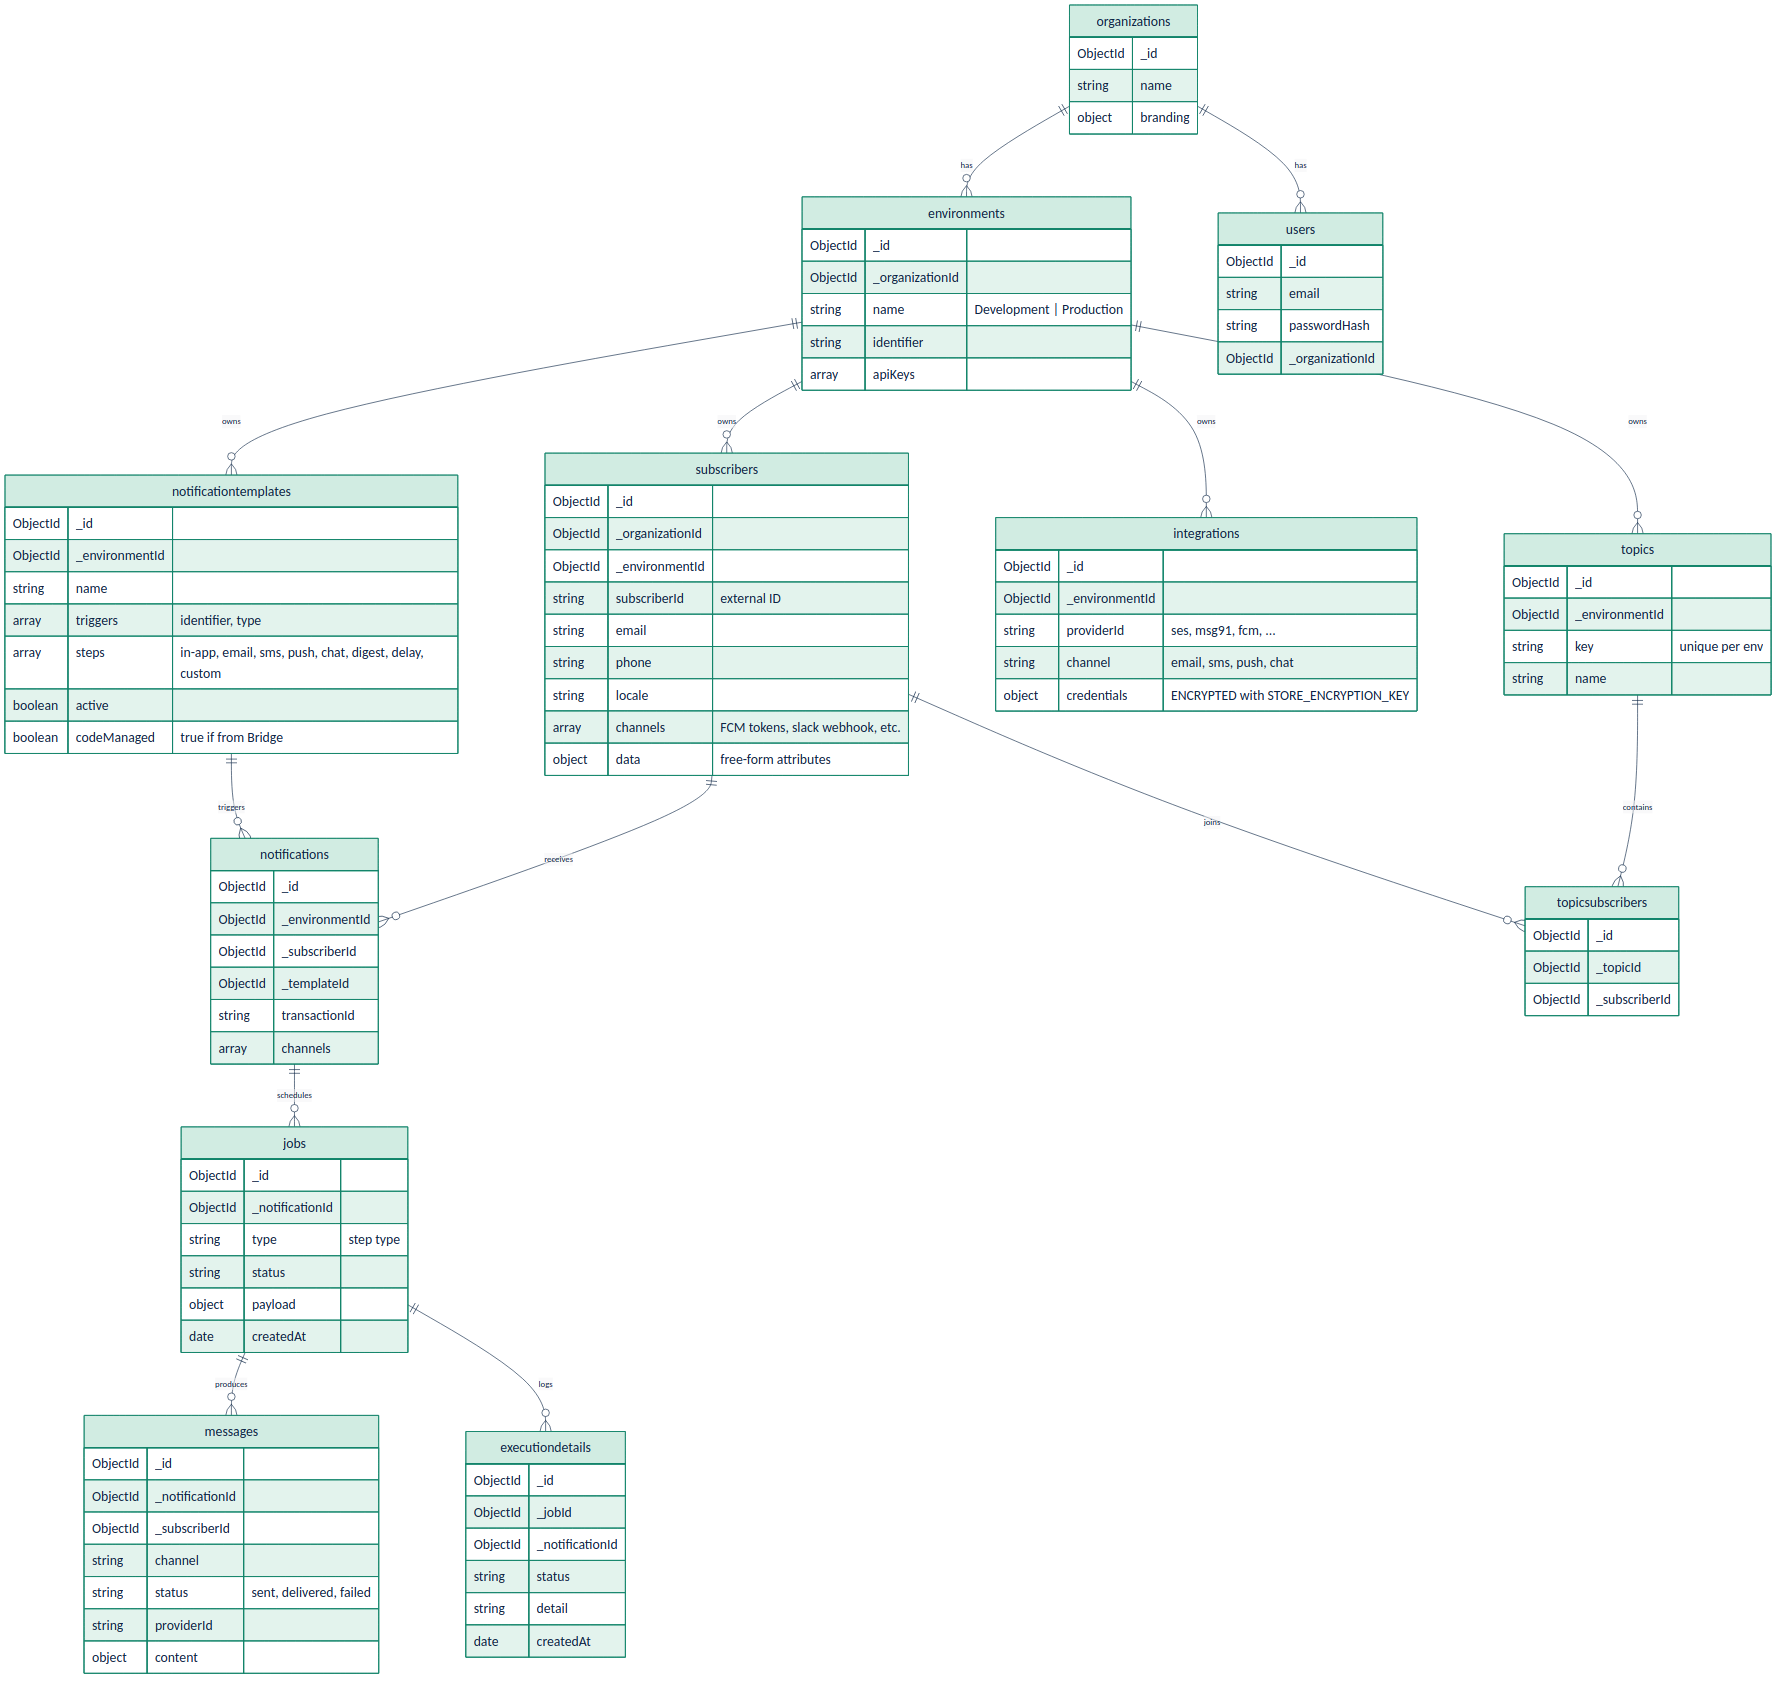 organizations
ObjectId _id
string name
object branding
has
has
environments
ObjectId _id
ObjectId _organizationId
string name Development | Production
string identifier
array apiKeys
users
ObjectId _id
string email
string passwordHash
ObjectId _organizationId
owns
owns
owns
owns
notificationtemplates
ObjectId _id
ObjectId _environmentId
string name
array triggers identifier, type
array steps in-app, email, sms, push, chat, digest, delay,
custom
boolean active
boolean codeManaged true if from Bridge
subscribers
ObjectId _id
ObjectId _organizationId
ObjectId _environmentId
string subscriberId external ID
string email
string phone
string locale
array channels FCM tokens, slack webhook, etc.
object data free-form attributes
integrations
ObjectId _id
ObjectId _environmentId
string providerId ses, msg91, fcm, ...
string channel email, sms, push, chat
object credentials ENCRYPTED with STORE_ENCRYPTION_KEY
topics
ObjectId _id
ObjectId _environmentId
string key unique per env
string name
triggers
receives
joins
contains
notifications
ObjectId _id
ObjectId _environmentId
ObjectId _subscriberId
ObjectId _templateId
string transactionId
array channels
topicsubscribers
ObjectId _id
ObjectId _topicId
ObjectId _subscriberId
schedules
jobs
ObjectId _id
ObjectId _notificationId
string type step type
string status
object payload
date createdAt
produces
logs
messages
ObjectId _id
ObjectId _notificationId
ObjectId _subscriberId
string channel
string status sent, delivered, failed
string providerId
object content
executiondetails
ObjectId _id
ObjectId _jobId
ObjectId _notificationId
string status
string detail
date createdAt